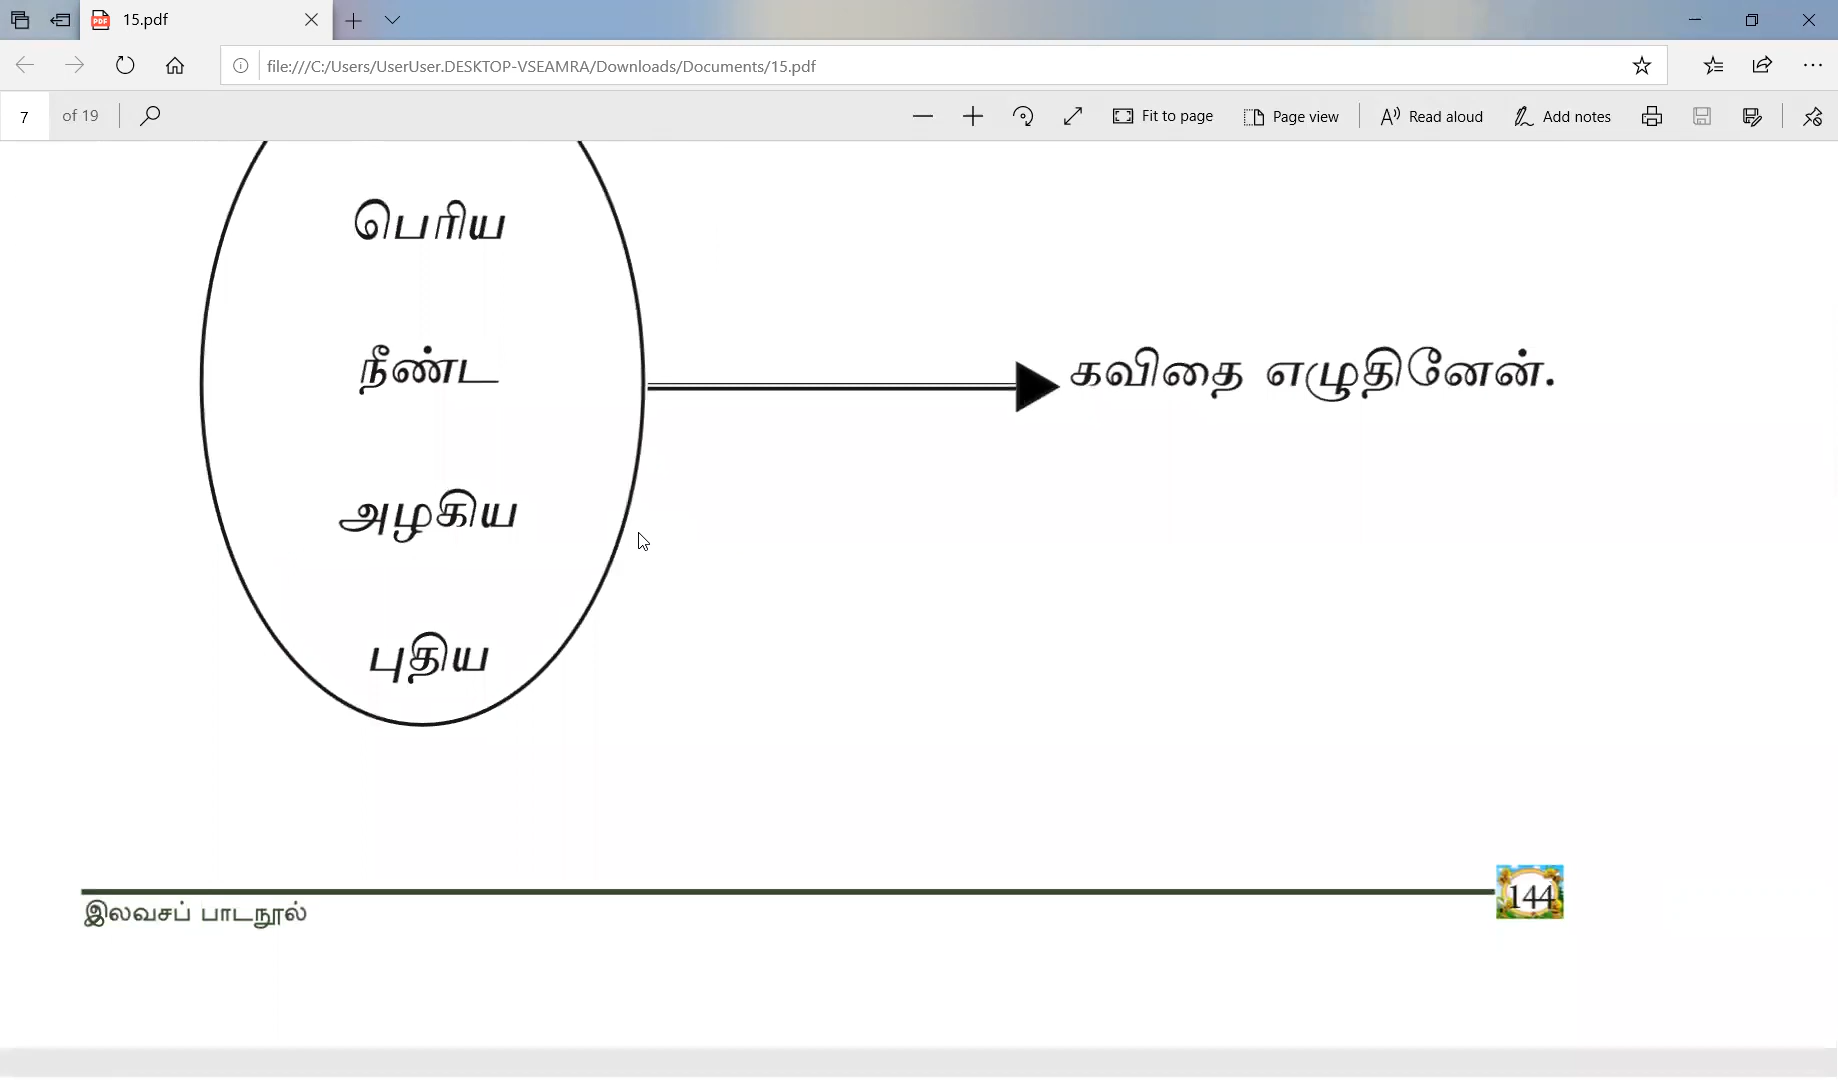 15.pdf
file:///C:/Users/UserUser.DESKTOP-VSEAMRA/Downloads/Documents/15.pdf
7 of 19 Fit to page Page view Read aloud Add notes
பெரிய
நீண்ட
கவிதை எழுதினேன்.
அழகிய
புதிய
இலவசப் பாடநூல்
144